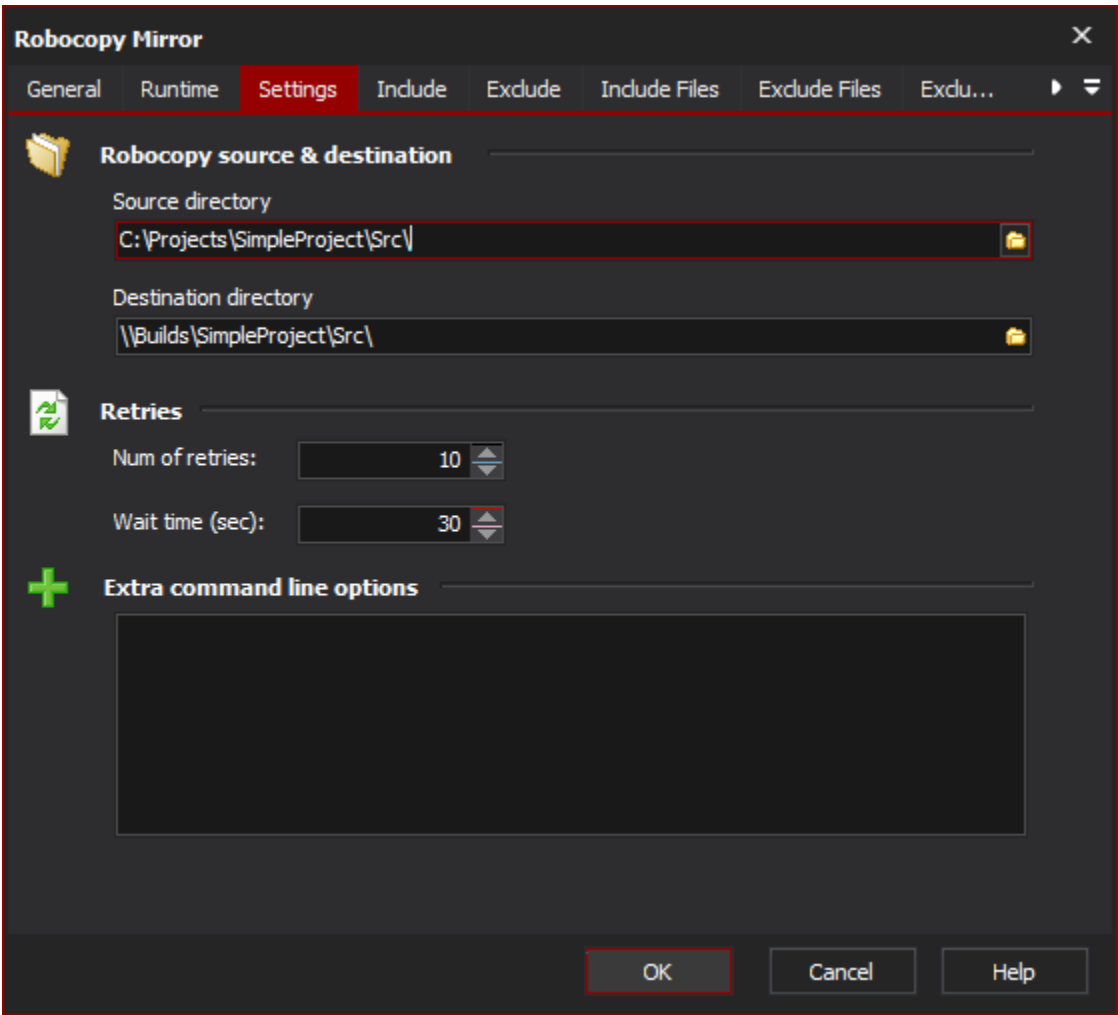 Robocopy Mirror
General Runtime Settings Include Exclude Include Files Exclude Files Exclu...
Robocopy source & destination
Source directory
C:\Projects\SimpleProject\Src\
Destination directory
\\Builds\SimpleProject\Src\
Retries
Num of retries: 10
Wait time (sec): 30
Extra command line options
OK Cancel Help